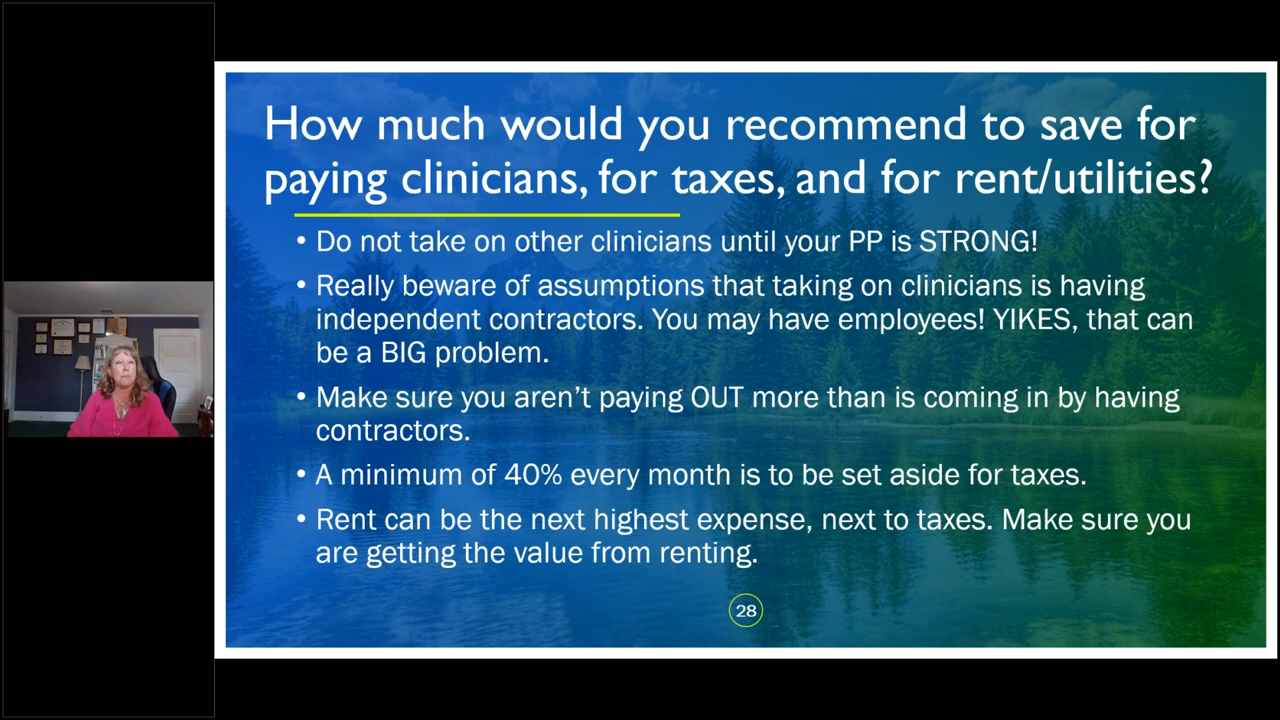 How much would you recommend to save for
paying clinicians, for taxes, and for rent/utilities?
• Do not take on other clinicians until your PP is STRONG!
• Really beware of assumptions that taking on clinicians is having
independent contractors. You may have employees! YIKES, that can
be a BIG problem.
• Make sure you aren’t paying OUT more than is coming in by having
contractors.
• A minimum of 40% every month is to be set aside for taxes.
• Rent can be the next highest expense, next to taxes. Make sure you
are getting the value from renting.
28